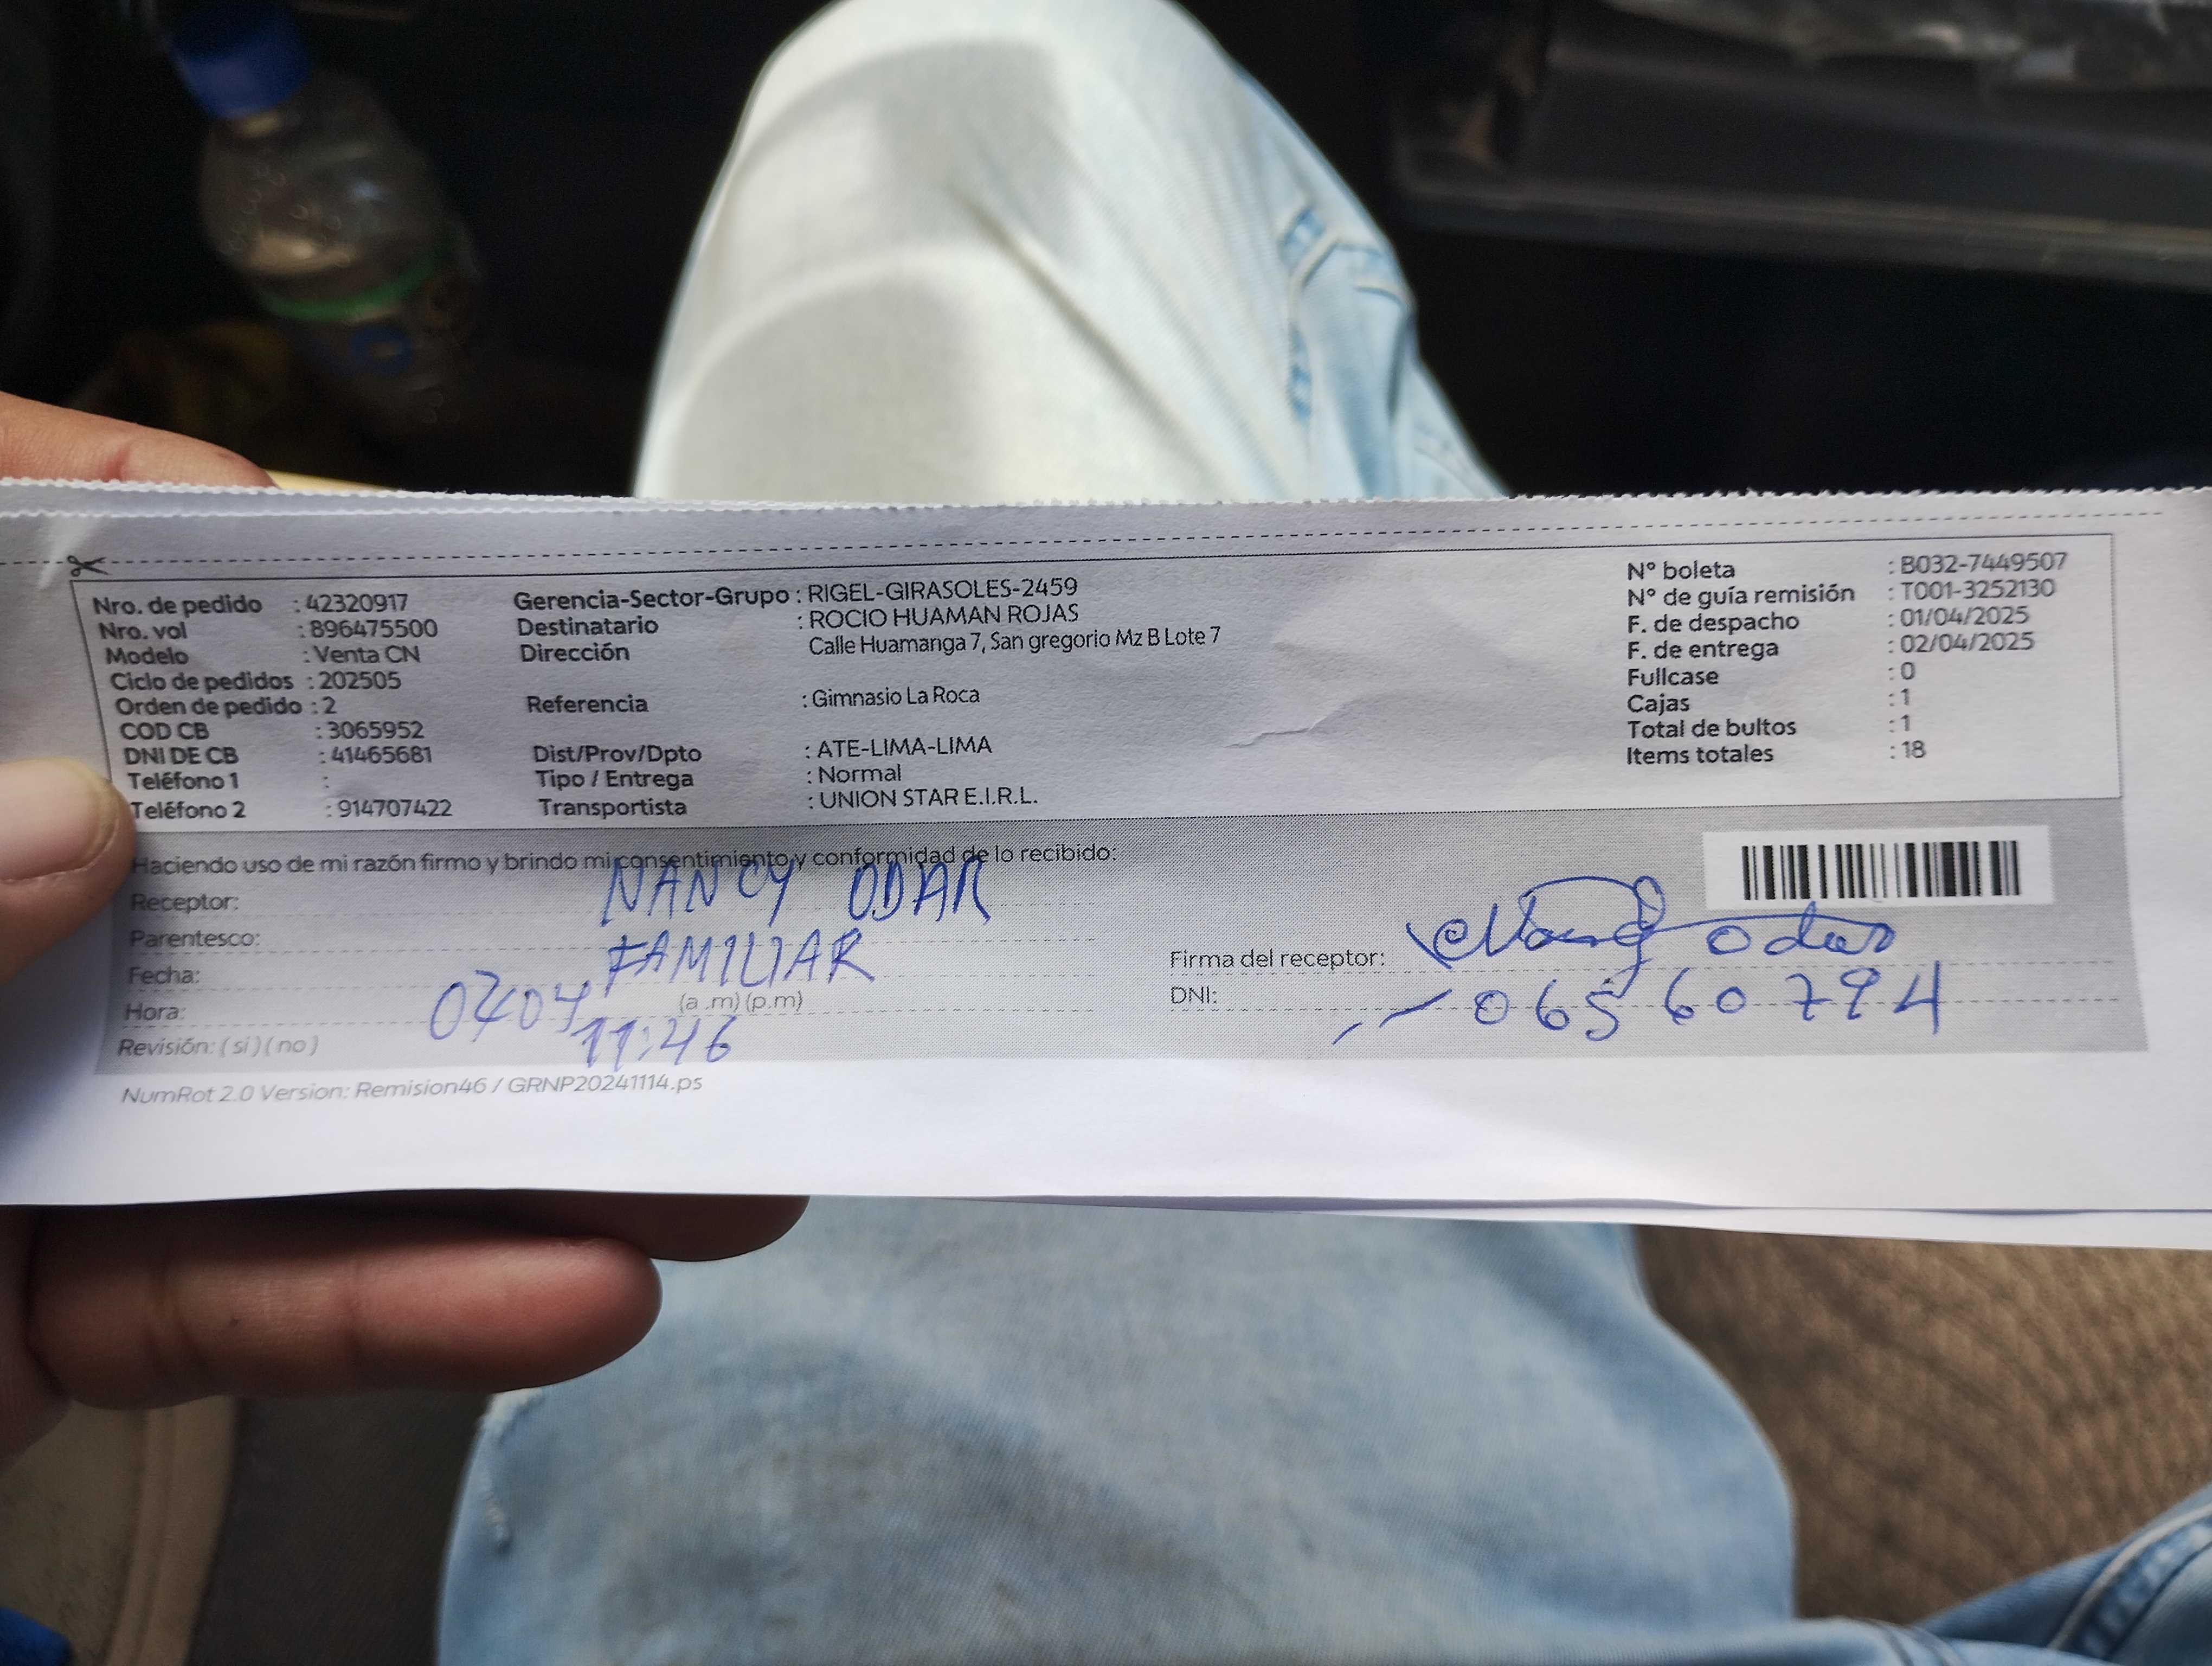 Nro. de pedido : 42320917
Nro. vol : 896475500
Modelo : Venta CN
Ciclo de pedidos : 202505
Orden de pedido : 2
COD CB : 3065952
DNI DE CB : 41465681
Teléfono 1 :
Teléfono 2 : 914707422
Gerencia-Sector-Grupo : RIGEL-GIRASOLES-2459
Destinatario : ROCIO HUAMAN ROJAS
Dirección Calle Huamanga 7, San gregorio Mz B Lote 7
Referencia : Gimnasio La Roca
Dist/Prov/Dpto : ATE-LIMA-LIMA
Tipo / Entrega : Normal
Transportista : UNION STAR E.I.R.L.
N° boleta : B032-7449507
N° de guía remisión : T001-3252130
F. de despacho : 01/04/2025
F. de entrega : 02/04/2025
Fullcase : 0
Cajas : 1
Total de bultos : 1
Items totales : 18
Haciendo uso de mi razón firmo y brindo mi consentimiento y conformidad de lo recibido:
Receptor: NANCY ODAR
Parentesco: FAMILIAR
Fecha:
Hora: (a .m) (p.m) 11:46
Revisión: ( si ) ( no )
Firma del receptor: Nancy Odar
DNI: 06560794
NumRot 2.0 Version: Remision46 / GRNP20241114.ps